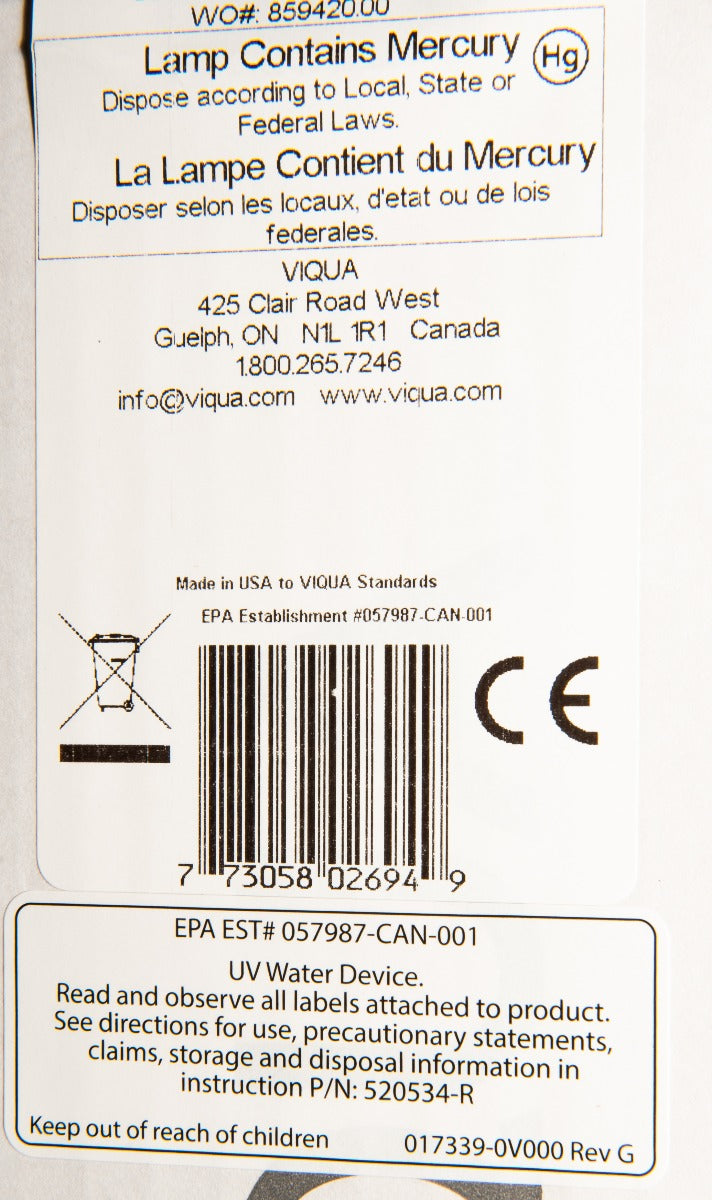 WO#: 859420.00
Lamp Contains Mercury Hg
Dispose according to Local, State or
Federal Laws.
La Lampe Contient du Mercury
Disposer selon les locaux, d'etat ou de lois
federales.
VIQUA
425 Clair Road West
Guelph, ON N1L 1R1 Canada
1.800.265.7246
info@viqua.com www.viqua.com
Made in USA to VIQUA Standards
EPA Establishment #057987-CAN-001
CE
7 73058 02694 9
EPA EST# 057987-CAN-001
UV Water Device.
Read and observe all labels attached to product.
See directions for use, precautionary statements,
claims, storage and disposal information in
instruction P/N: 520534-R
Keep out of reach of children 017339-0V000 Rev G